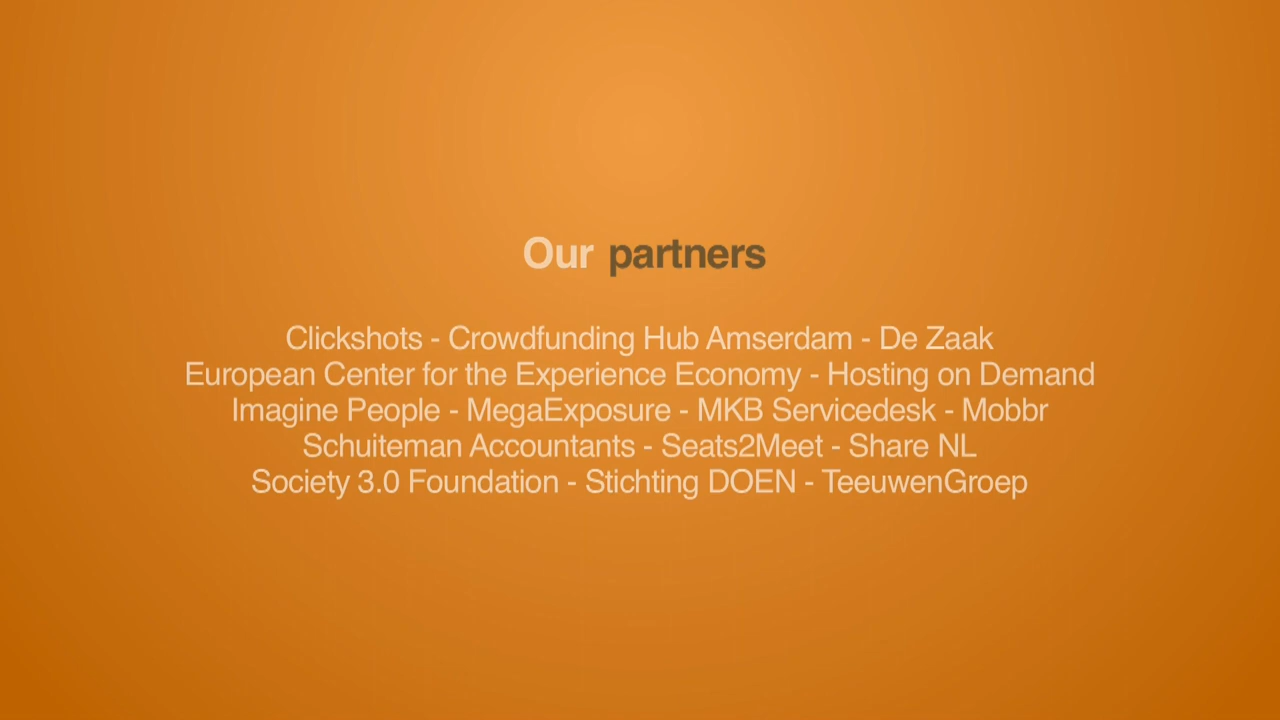 Our partners
Clickshots - Crowdfunding Hub Amserdam - De Zaak
European Center for the Experience Economy - Hosting on Demand
Imagine People - MegaExposure - MKB Servicedesk - Mobbr
Schuiteman Accountants - Seats2Meet - Share NL
Society 3.0 Foundation - Stichting DOEN - TeeuwenGroep